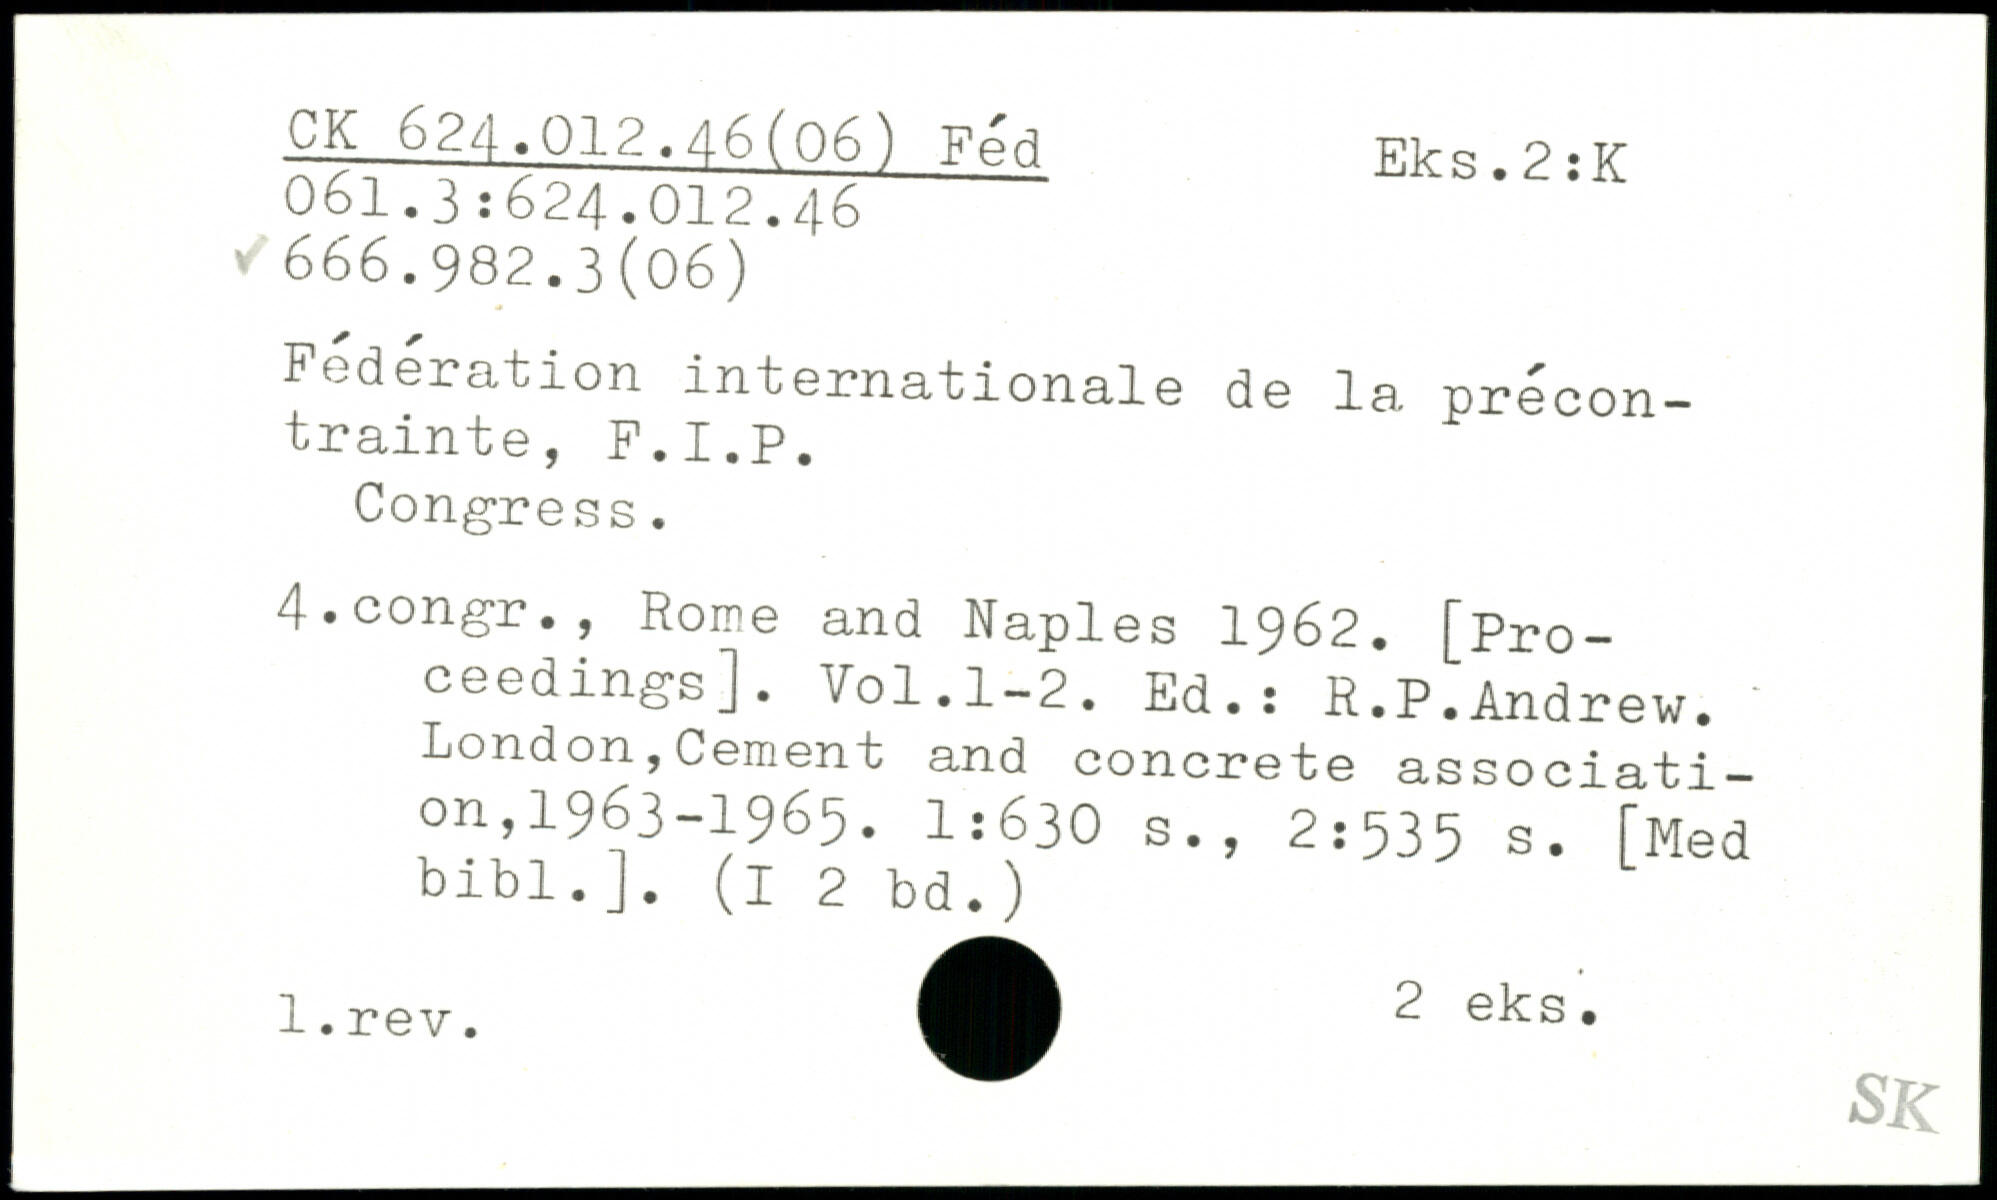 CK 624.012.46(06) Féd
Eks.2:K
061.3:624.012.46
✓ 666.982.3(06)
Fédération internationale de la précon-
trainte, F.I.P.
Congress.
4.congr., Rome and Naples 1962. [Pro-
ceedings]. Vol.1-2. Ed.: R.P.Andrew.
London,Cement and concrete associati-
on,1963-1965. 1:630 s., 2:535 s. [Med
bibl.]. (I 2 bd.)
1.rev.
2 eks.
SK